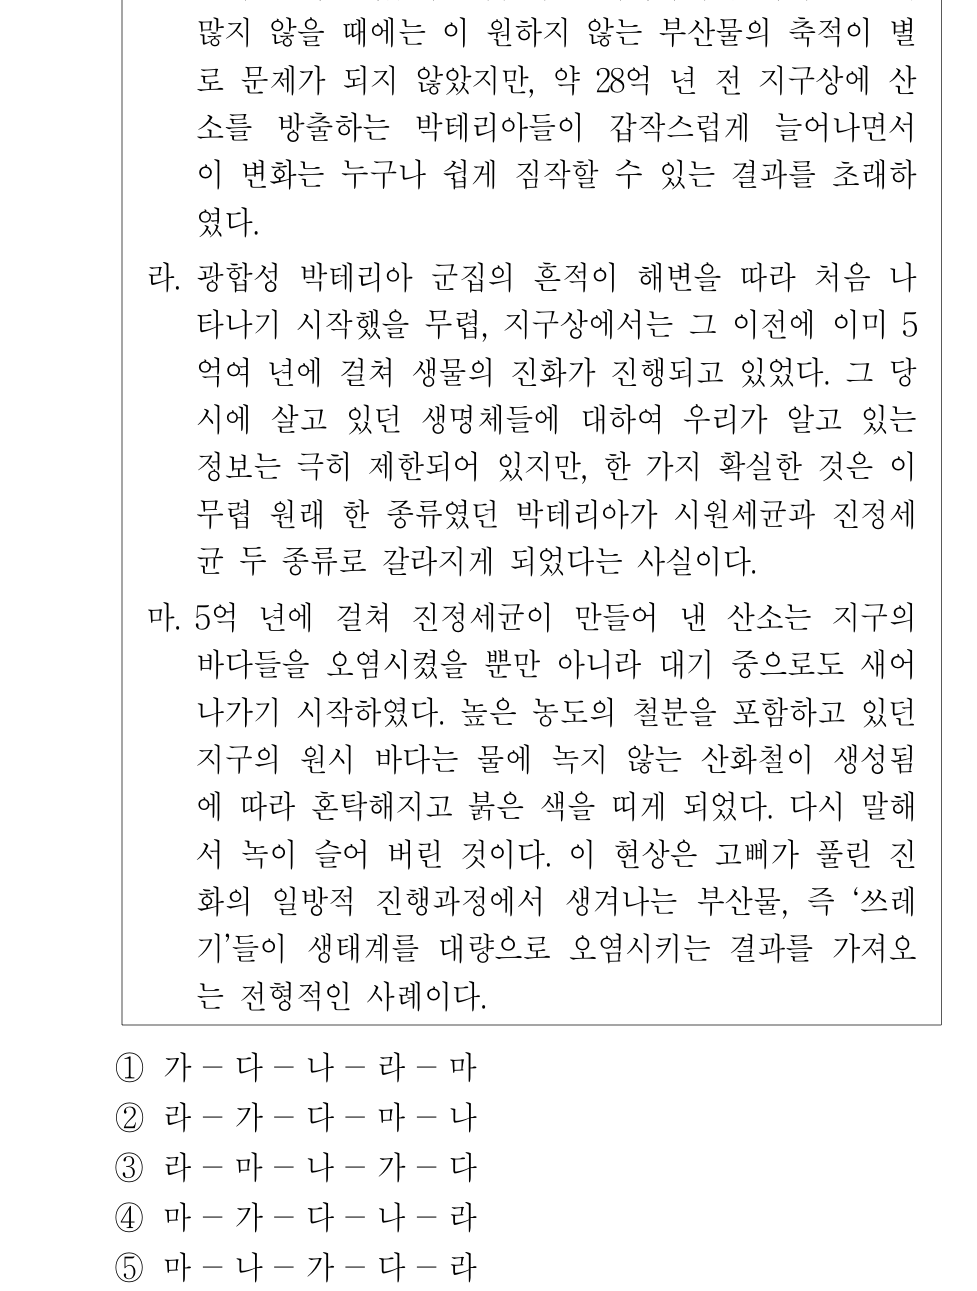 많지 않을 때에는 이 원하지 않는 부산물의 축적이 별
로 문제가 되지 않았지만, 약 28억 년 전 지구상에 산
소를 방출하는 박테리아들이 갑작스럽게 늘어나면서
이 변화는 누구나 쉽게 짐작할 수 있는 결과를 초래하
였다.
라. 광합성 박테리아 군집의 흔적이 해변을 따라 처음 나
타나기 시작했을 무렵, 지구상에서는 그 이전에 이미 5
억여 년에 걸쳐 생물의 진화가 진행되고 있었다. 그 당
시에 살고 있던 생명체들에 대하여 우리가 알고 있는
정보는 극히 제한되어 있지만, 한 가지 확실한 것은 이
무렵 원래 한 종류였던 박테리아가 시원세균과 진정세
균 두 종류로 갈라지게 되었다는 사실이다.
마. 5억 년에 걸쳐 진정세균이 만들어 낸 산소는 지구의
바다들을 오염시켰을 뿐만 아니라 대기 중으로도 새어
나가기 시작하였다. 높은 농도의 철분을 포함하고 있던
지구의 원시 바다는 물에 녹지 않는 산화철이 생성됨
에 따라 혼탁해지고 붉은 색을 띠게 되었다. 다시 말해
서 녹이 슬어 버린 것이다. 이 현상은 고삐가 풀린 진
화의 일방적 진행과정에서 생겨나는 부산물, 즉 ‘쓰레
기’들이 생태계를 대량으로 오염시키는 결과를 가져오
는 전형적인 사례이다.
① 가 – 다 – 나 – 라 – 마
② 라 – 가 – 다 – 마 – 나
③ 라 – 마 – 나 – 가 – 다
④ 마 – 가 – 다 – 나 – 라
⑤ 마 – 나 – 가 – 다 – 라